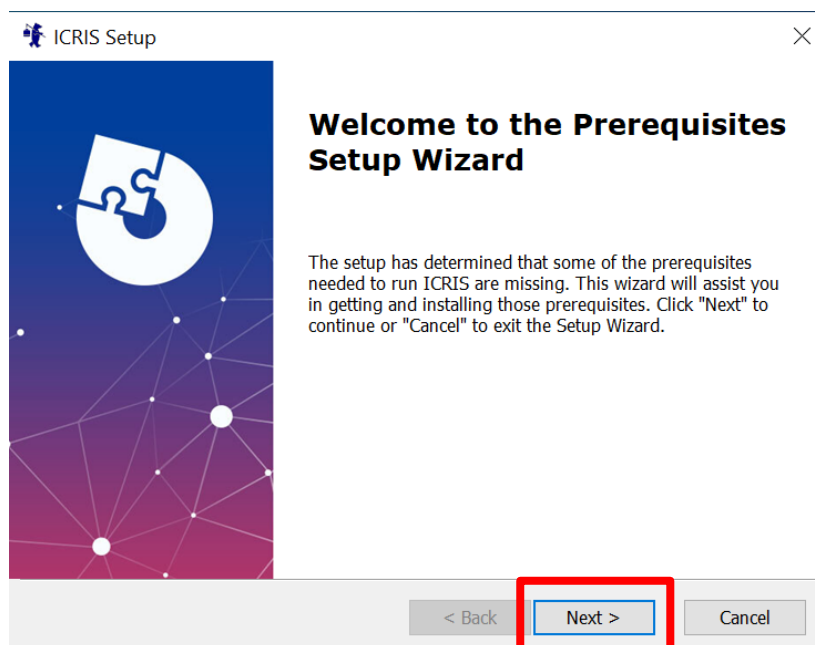 ICRIS Setup
Welcome to the Prerequisites
Setup Wizard
The setup has determined that some of the prerequisites
needed to run ICRIS are missing. This wizard will assist you
in getting and installing those prerequisites. Click "Next" to
continue or "Cancel" to exit the Setup Wizard.
< Back Next > Cancel